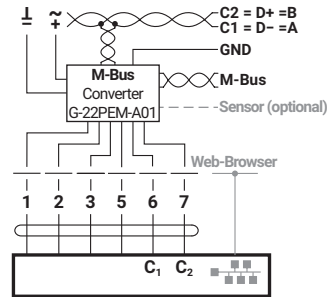 C2 = D+ =B
C1 = D− =A
GND
M-Bus
Converter
G-22PEM-A01
M-Bus
Sensor (optional)
Web-Browser
1 2 3 5 6 7
C₁ C₂